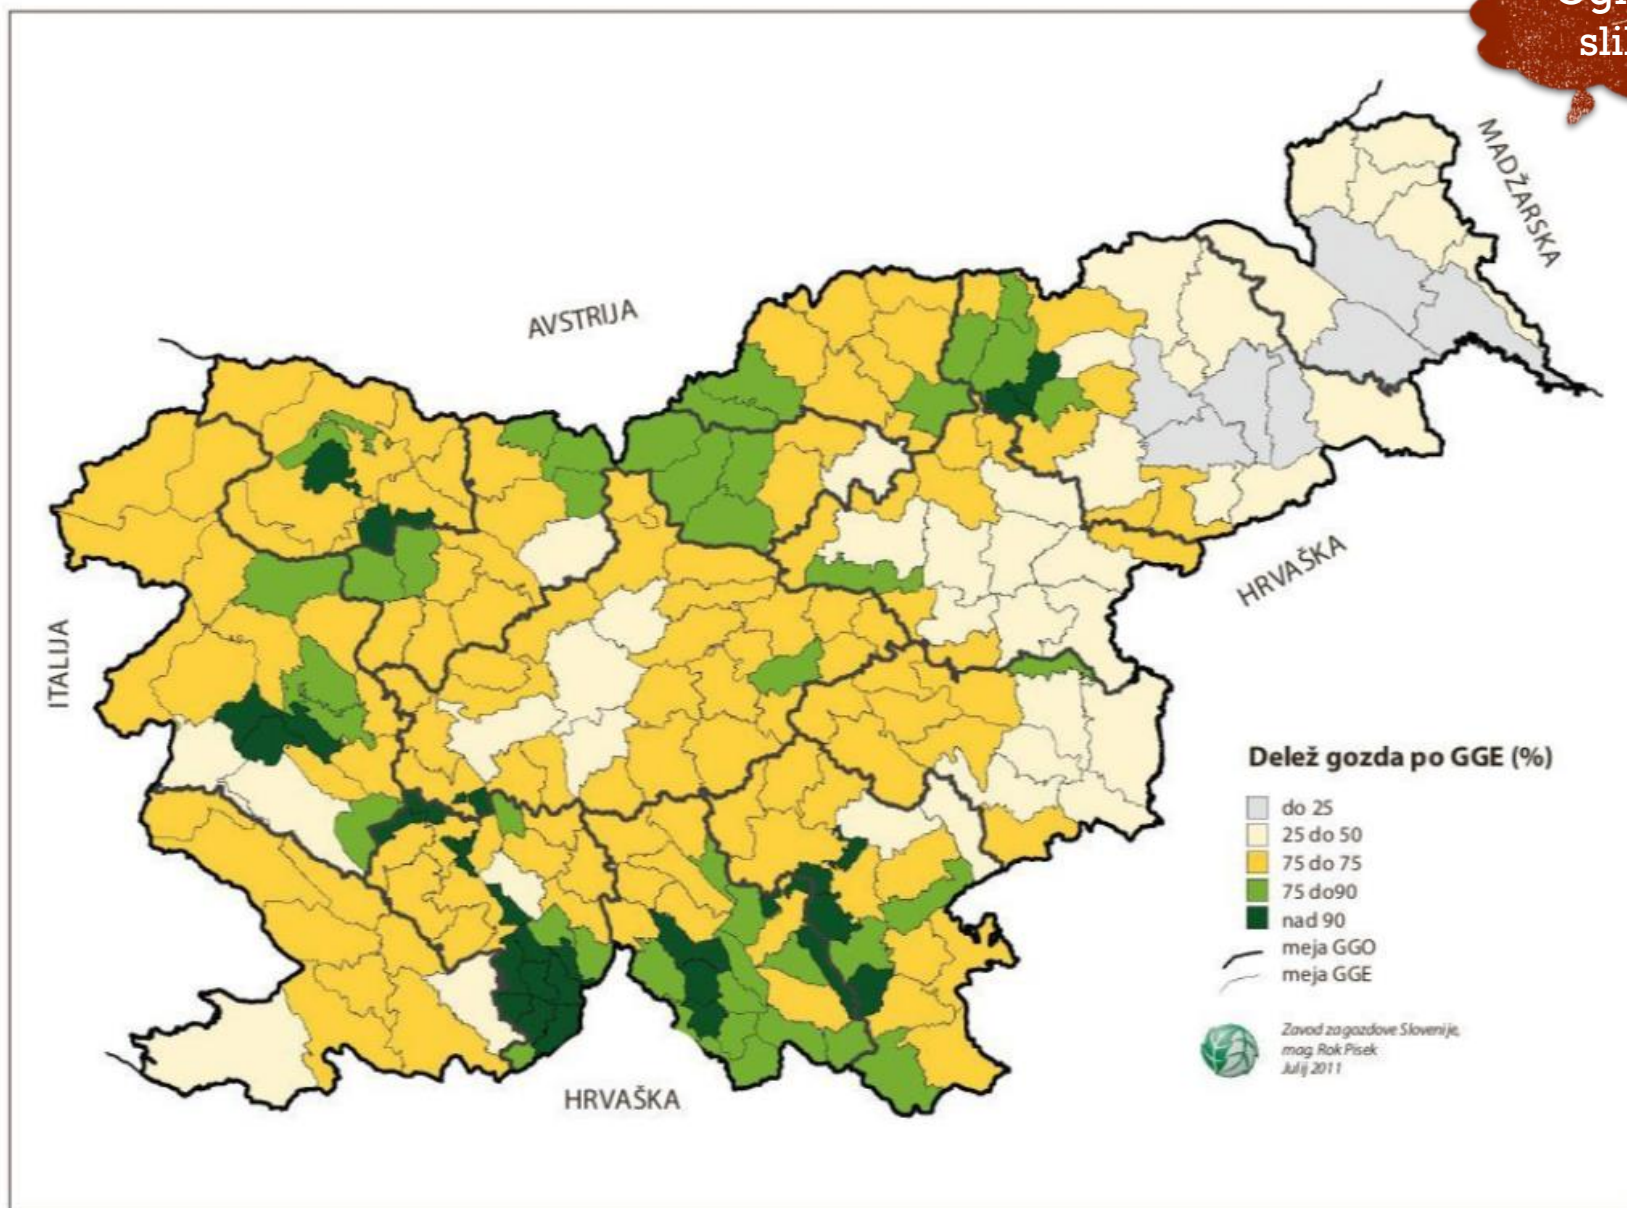 slik
MADŽARSKA
AVSTRIJA
HRVAŠKA
ITALIJA
Delež gozda po GGE (%)
do 25
25 do 50
75 do 75
75 do90
nad 90
meja GGO
meja GGE
Zavod za gozdove Slovenije,
mag. Rok Pisek
Julij 2011
HRVAŠKA